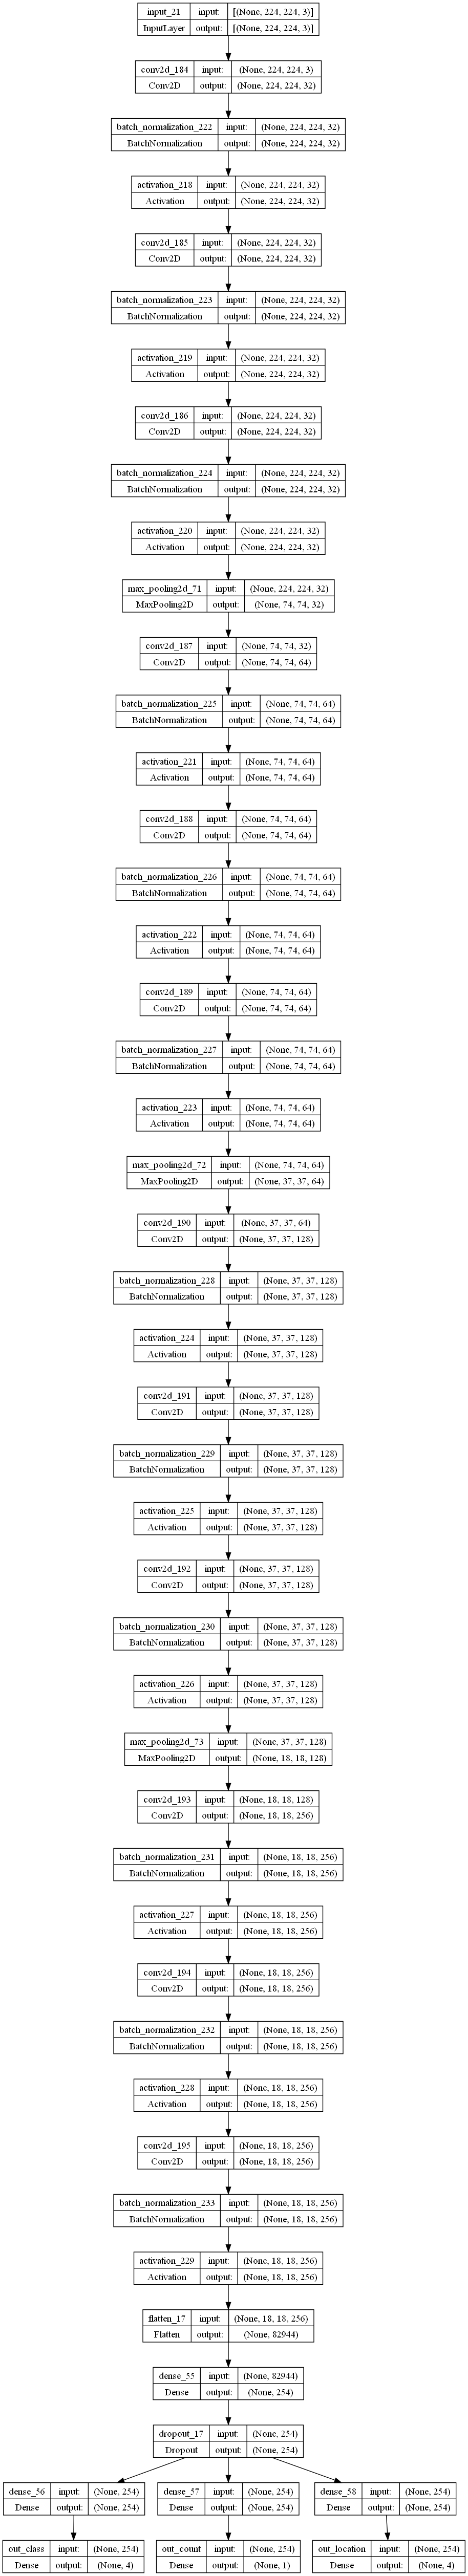 input_21 input: [(None, 224, 224, 3)]
InputLayer output: [(None, 224, 224, 3)]
conv2d_184 input: (None, 224, 224, 3)
Conv2D output: (None, 224, 224, 32)
batch_normalization_222 input: (None, 224, 224, 32)
BatchNormalization output: (None, 224, 224, 32)
activation_218 input: (None, 224, 224, 32)
Activation output: (None, 224, 224, 32)
conv2d_185 input: (None, 224, 224, 32)
Conv2D output: (None, 224, 224, 32)
batch_normalization_223 input: (None, 224, 224, 32)
BatchNormalization output: (None, 224, 224, 32)
activation_219 input: (None, 224, 224, 32)
Activation output: (None, 224, 224, 32)
conv2d_186 input: (None, 224, 224, 32)
Conv2D output: (None, 224, 224, 32)
batch_normalization_224 input: (None, 224, 224, 32)
BatchNormalization output: (None, 224, 224, 32)
activation_220 input: (None, 224, 224, 32)
Activation output: (None, 224, 224, 32)
max_pooling2d_71 input: (None, 224, 224, 32)
MaxPooling2D output: (None, 74, 74, 32)
conv2d_187 input: (None, 74, 74, 32)
Conv2D output: (None, 74, 74, 64)
batch_normalization_225 input: (None, 74, 74, 64)
BatchNormalization output: (None, 74, 74, 64)
activation_221 input: (None, 74, 74, 64)
Activation output: (None, 74, 74, 64)
conv2d_188 input: (None, 74, 74, 64)
Conv2D output: (None, 74, 74, 64)
batch_normalization_226 input: (None, 74, 74, 64)
BatchNormalization output: (None, 74, 74, 64)
activation_222 input: (None, 74, 74, 64)
Activation output: (None, 74, 74, 64)
conv2d_189 input: (None, 74, 74, 64)
Conv2D output: (None, 74, 74, 64)
batch_normalization_227 input: (None, 74, 74, 64)
BatchNormalization output: (None, 74, 74, 64)
activation_223 input: (None, 74, 74, 64)
Activation output: (None, 74, 74, 64)
max_pooling2d_72 input: (None, 74, 74, 64)
MaxPooling2D output: (None, 37, 37, 64)
conv2d_190 input: (None, 37, 37, 64)
Conv2D output: (None, 37, 37, 128)
batch_normalization_228 input: (None, 37, 37, 128)
BatchNormalization output: (None, 37, 37, 128)
activation_224 input: (None, 37, 37, 128)
Activation output: (None, 37, 37, 128)
conv2d_191 input: (None, 37, 37, 128)
Conv2D output: (None, 37, 37, 128)
batch_normalization_229 input: (None, 37, 37, 128)
BatchNormalization output: (None, 37, 37, 128)
activation_225 input: (None, 37, 37, 128)
Activation output: (None, 37, 37, 128)
conv2d_192 input: (None, 37, 37, 128)
Conv2D output: (None, 37, 37, 128)
batch_normalization_230 input: (None, 37, 37, 128)
BatchNormalization output: (None, 37, 37, 128)
activation_226 input: (None, 37, 37, 128)
Activation output: (None, 37, 37, 128)
max_pooling2d_73 input: (None, 37, 37, 128)
MaxPooling2D output: (None, 18, 18, 128)
conv2d_193 input: (None, 18, 18, 128)
Conv2D output: (None, 18, 18, 256)
batch_normalization_231 input: (None, 18, 18, 256)
BatchNormalization output: (None, 18, 18, 256)
activation_227 input: (None, 18, 18, 256)
Activation output: (None, 18, 18, 256)
conv2d_194 input: (None, 18, 18, 256)
Conv2D output: (None, 18, 18, 256)
batch_normalization_232 input: (None, 18, 18, 256)
BatchNormalization output: (None, 18, 18, 256)
activation_228 input: (None, 18, 18, 256)
Activation output: (None, 18, 18, 256)
conv2d_195 input: (None, 18, 18, 256)
Conv2D output: (None, 18, 18, 256)
batch_normalization_233 input: (None, 18, 18, 256)
BatchNormalization output: (None, 18, 18, 256)
activation_229 input: (None, 18, 18, 256)
Activation output: (None, 18, 18, 256)
flatten_17 input: (None, 18, 18, 256)
Flatten output: (None, 82944)
dense_55 input: (None, 82944)
Dense output: (None, 254)
dropout_17 input: (None, 254)
Dropout output: (None, 254)
dense_56 input: (None, 254) dense_57 input: (None, 254) dense_58 input: (None, 254)
Dense output: (None, 254) Dense output: (None, 254) Dense output: (None, 254)
out_class input: (None, 254) out_count input: (None, 254) out_location input: (None, 254)
Dense output: (None, 4) Dense output: (None, 1) Dense output: (None, 4)